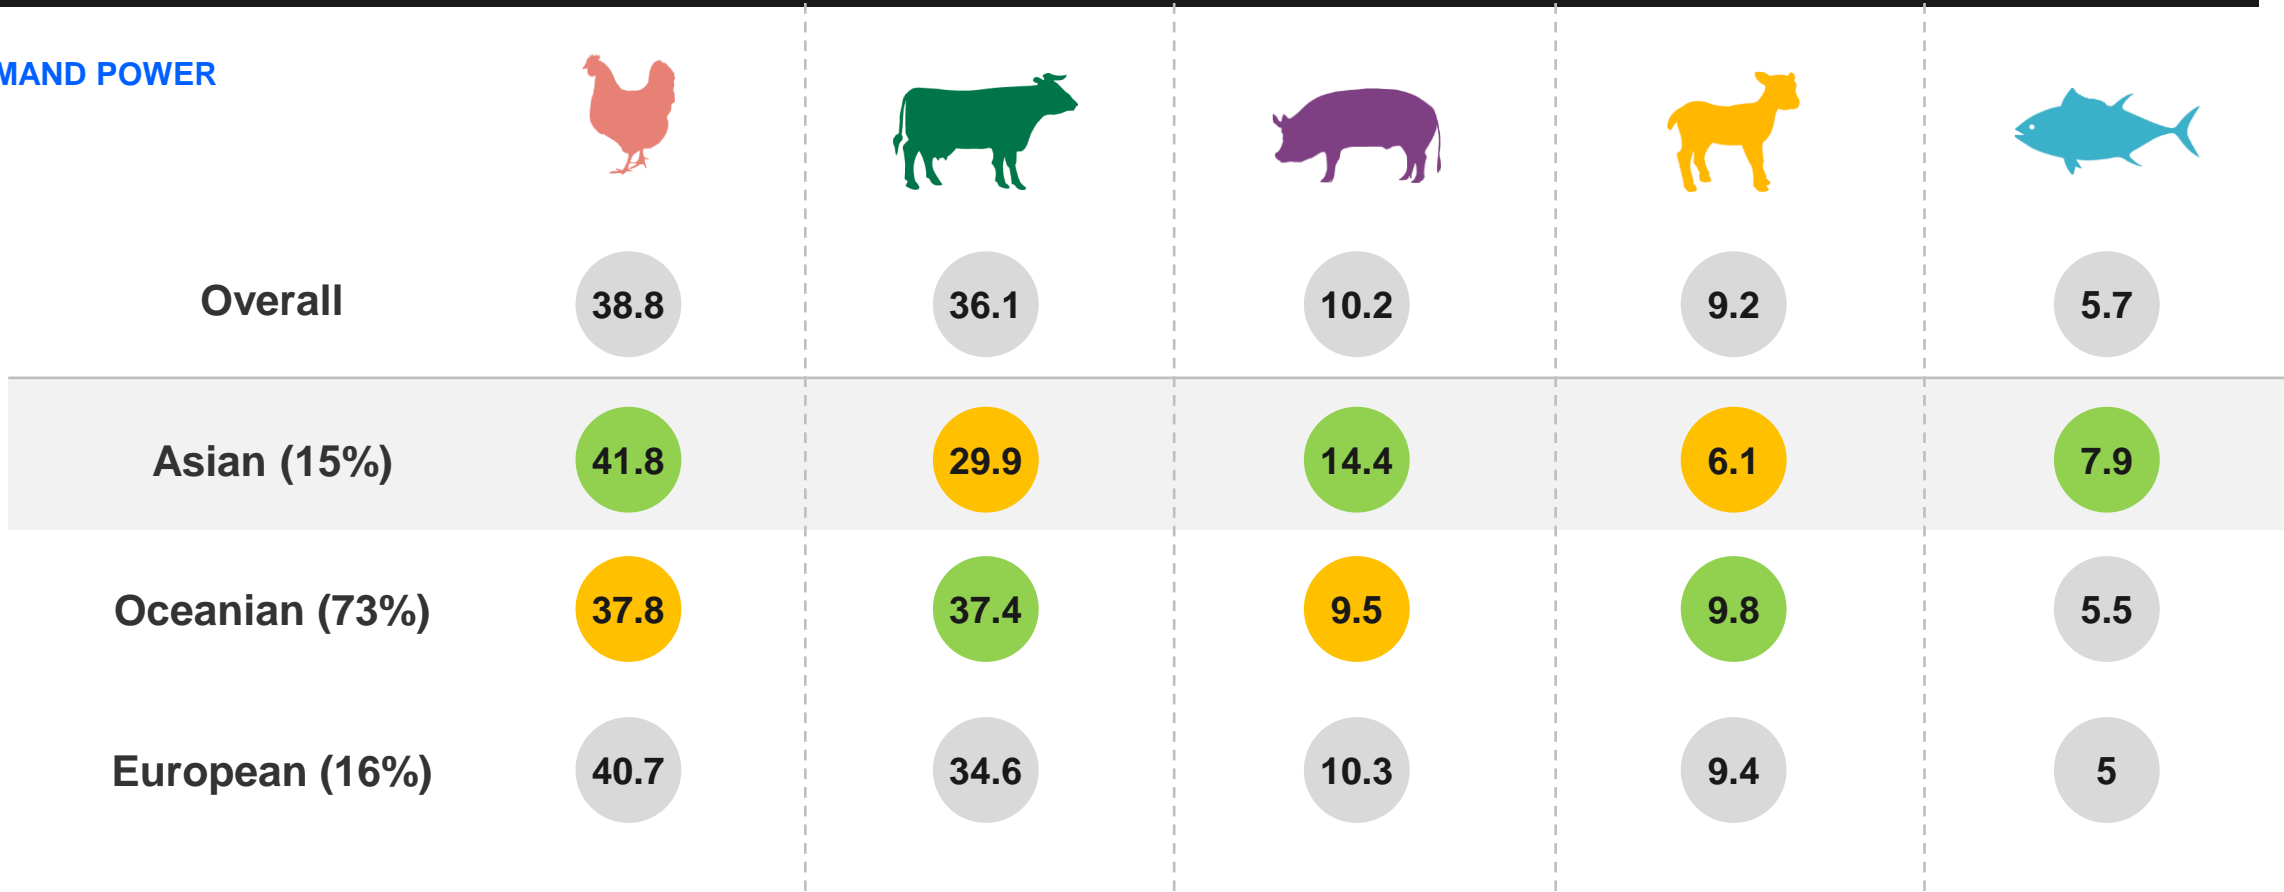 MAND POWER
Overall 38.8 36.1 10.2 9.2 5.7
Asian (15%) 41.8 29.9 14.4 6.1 7.9
Oceanian (73%) 37.8 37.4 9.5 9.8 5.5
European (16%) 40.7 34.6 10.3 9.4 5